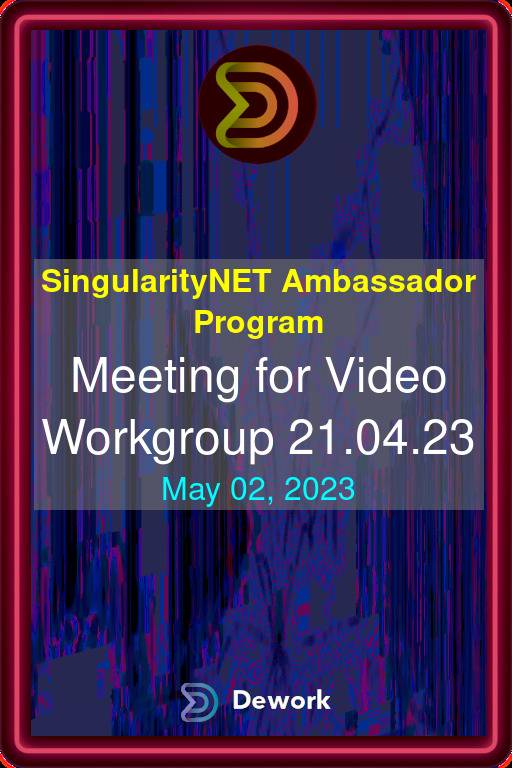 SingularityNET Ambassador
Program
Meeting for Video
Workgroup 21.04.23
May 02, 2023
Dework